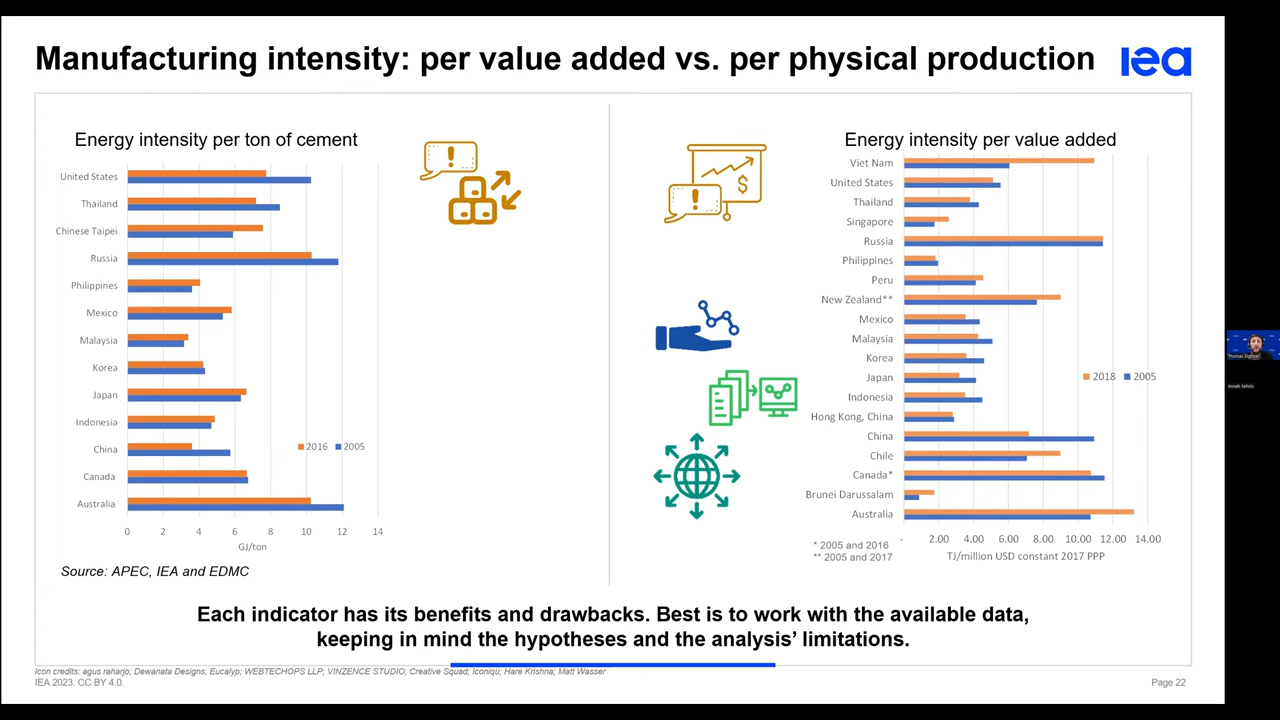 Manufacturing intensity: per value added vs. per physical production
iea
Energy intensity per ton of cement
United States
Thailand
Chinese Taipei
Russia
Philippines
Mexico
Malaysia
Korea
Japan
Indonesia
China
Canada
Australia
2016 2005
0 2 4 6 8 10 12 14
GJ/ton
Source: APEC, IEA and EDMC
!
$
!
Energy intensity per value added
Viet Nam
United States
Thailand
Singapore
Russia
Philippines
Peru
New Zealand**
Mexico
Malaysia
Korea
Japan
Indonesia
Hong Kong, China
China
Chile
Canada*
Brunei Darussalam
Australia
2018 2005
- 2.00 4.00 6.00 8.00 10.00 12.00 14.00
TJ/million USD constant 2017 PPP
* 2005 and 2016
** 2005 and 2017
Each indicator has its benefits and drawbacks. Best is to work with the available data,
keeping in mind the hypotheses and the analysis’ limitations.
Icon credits: agus raharjo; Dewanata Designs; Eucalyp; WEBTECHOPS LLP; VINZENCE STUDIO; Creative Squad; Iconiqu; Hare Krishna; Matt Wasser
IEA 2023. CC BY 4.0.
Page 22
Thomas